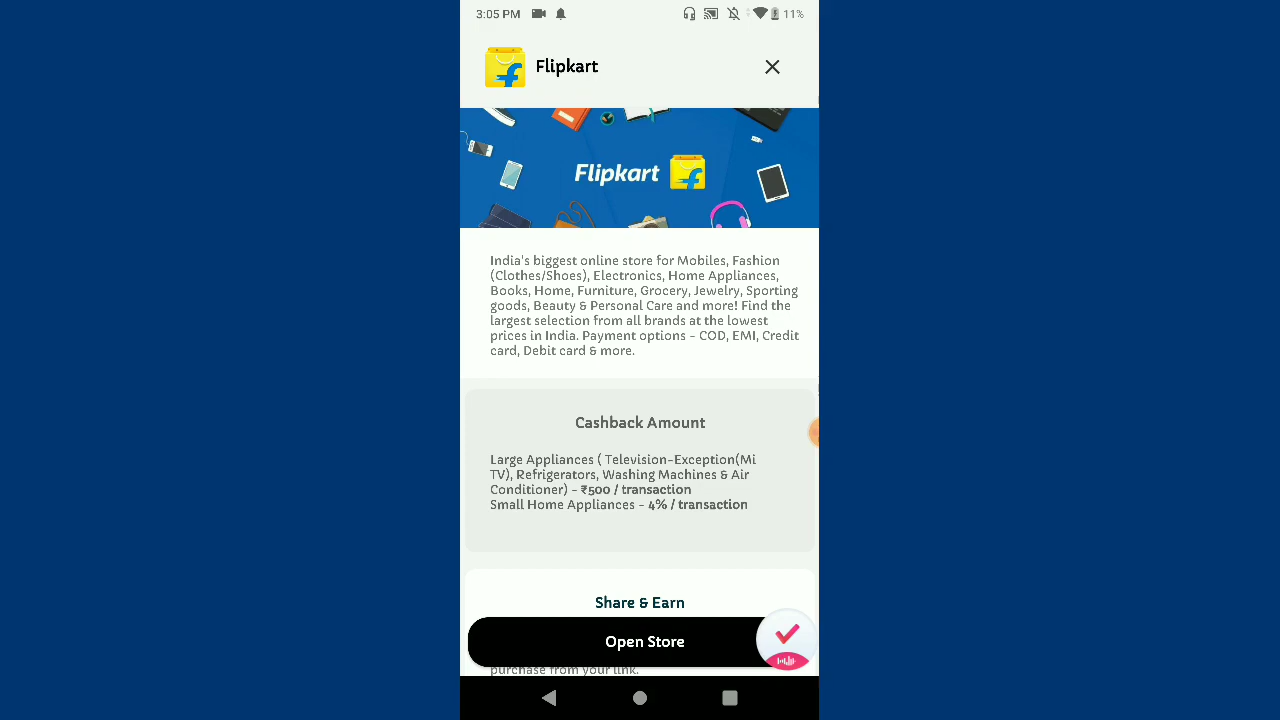 3:05 PM
11%
Flipkart
Flipkart
India's biggest online store for Mobiles, Fashion
(Clothes/Shoes), Electronics, Home Appliances,
Books, Home, Furniture, Grocery, Jewelry, Sporting
goods, Beauty & Personal Care and more! Find the
largest selection from all brands at the lowest
prices in India. Payment options - COD, EMI, Credit
card, Debit card & more.
Cashback Amount
Large Appliances ( Television-Exception(Mi
TV), Refrigerators, Washing Machines & Air
Conditioner) - ₹500 / transaction
Small Home Appliances - 4% / transaction
Share & Earn
Open Store
purchase from your link.